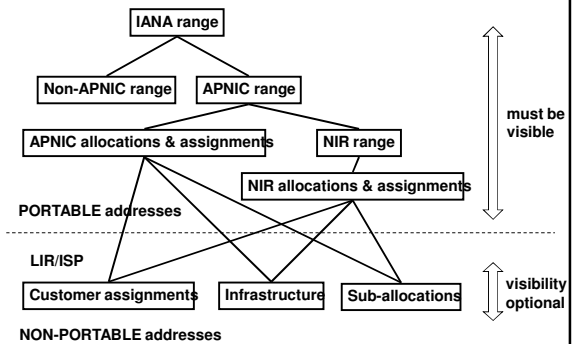 IANA range
Non-APNIC range
APNIC range
must be
visible
APNIC allocations & assignments
NIR range
NIR allocations & assignments
PORTABLE addresses
LIR/ISP
Customer assignments
Infrastructure
Sub-allocations
visibility
optional
NON-PORTABLE addresses